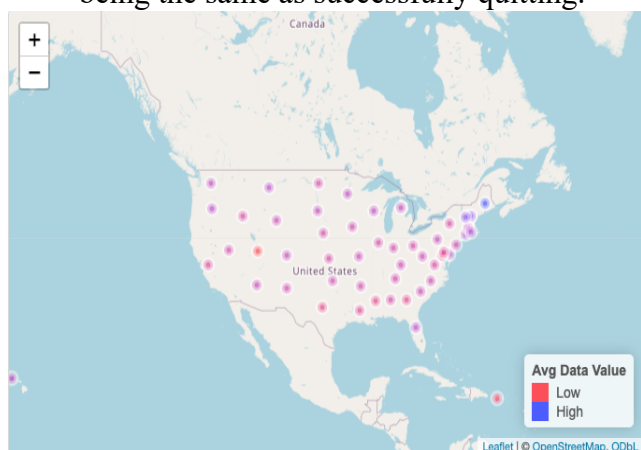 being the same as successfully quitting.
Canada
+
−
United States
Avg Data Value
Low
High
Leaflet | © OpenStreetMap, ODbL